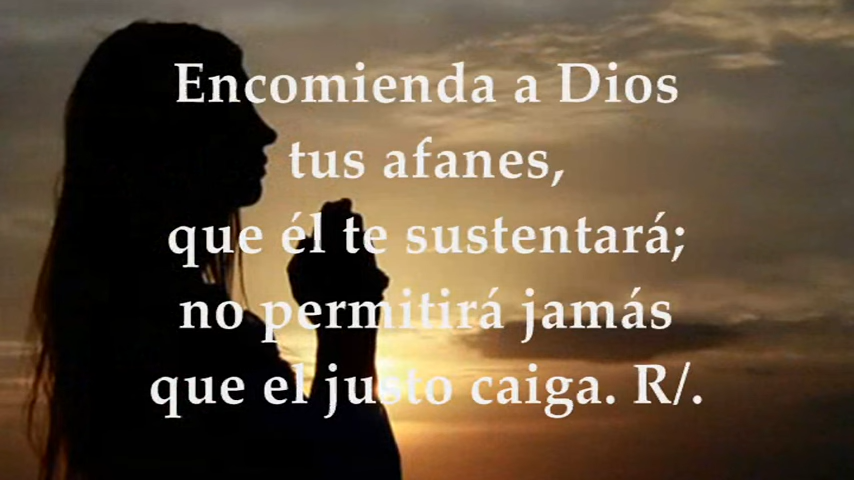 Encomienda a Dios
tus afanes,
que él te sustentará;
no permitirá jamás
que el justo caiga. R/.